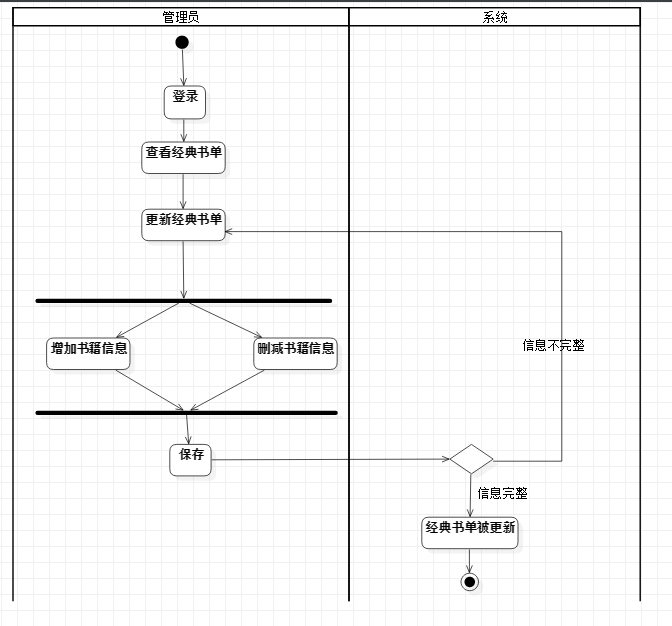 管理员
系统
登录
查看经典书单
更新经典书单
信息不完整
增加书籍信息
删减书籍信息
保存
信息完整
经典书单被更新